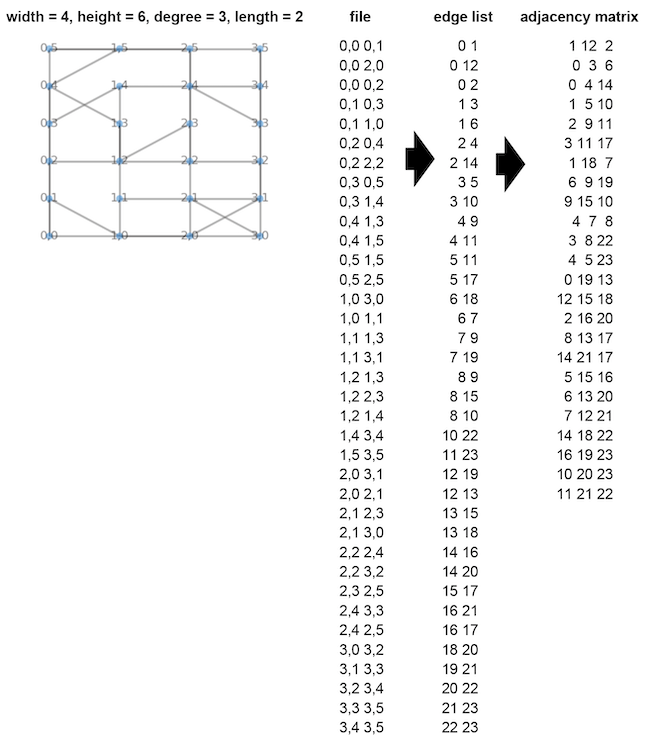 width = 4, height = 6, degree = 3, length = 2
0,5 1,5 2,5 3,5
0,4 1,4 2,4 3,4
0,3 1,3 2,3 3,3
0,2 1,2 2,2 3,2
0,1 1,1 2,1 3,1
0,0 1,0 2,0 3,0
file
0,0 0,1
0,0 2,0
0,0 0,2
0,1 0,3
0,1 1,0
0,2 0,4
0,2 2,2
0,3 0,5
0,3 1,4
0,4 1,3
0,4 1,5
0,5 1,5
0,5 2,5
1,0 3,0
1,0 1,1
1,1 1,3
1,1 3,1
1,2 1,3
1,2 2,3
1,2 1,4
1,4 3,4
1,5 3,5
2,0 3,1
2,0 2,1
2,1 2,3
2,1 3,0
2,2 2,4
2,2 3,2
2,3 2,5
2,4 3,3
2,4 2,5
3,0 3,2
3,1 3,3
3,2 3,4
3,3 3,5
3,4 3,5
edge list
0 1
0 12
0 2
1 3
1 6
2 4
2 14
3 5
3 10
4 9
4 11
5 11
5 17
6 18
6 7
7 9
7 19
8 9
8 15
8 10
10 22
11 23
12 19
12 13
13 15
13 18
14 16
14 20
15 17
16 21
16 17
18 20
19 21
20 22
21 23
22 23
adjacency matrix
1 12 2
0 3 6
0 4 14
1 5 10
2 9 11
3 11 17
1 18 7
6 9 19
9 15 10
4 7 8
3 8 22
4 5 23
0 19 13
12 15 18
2 16 20
8 13 17
14 21 17
5 15 16
6 13 20
7 12 21
14 18 22
16 19 23
10 20 23
11 21 22